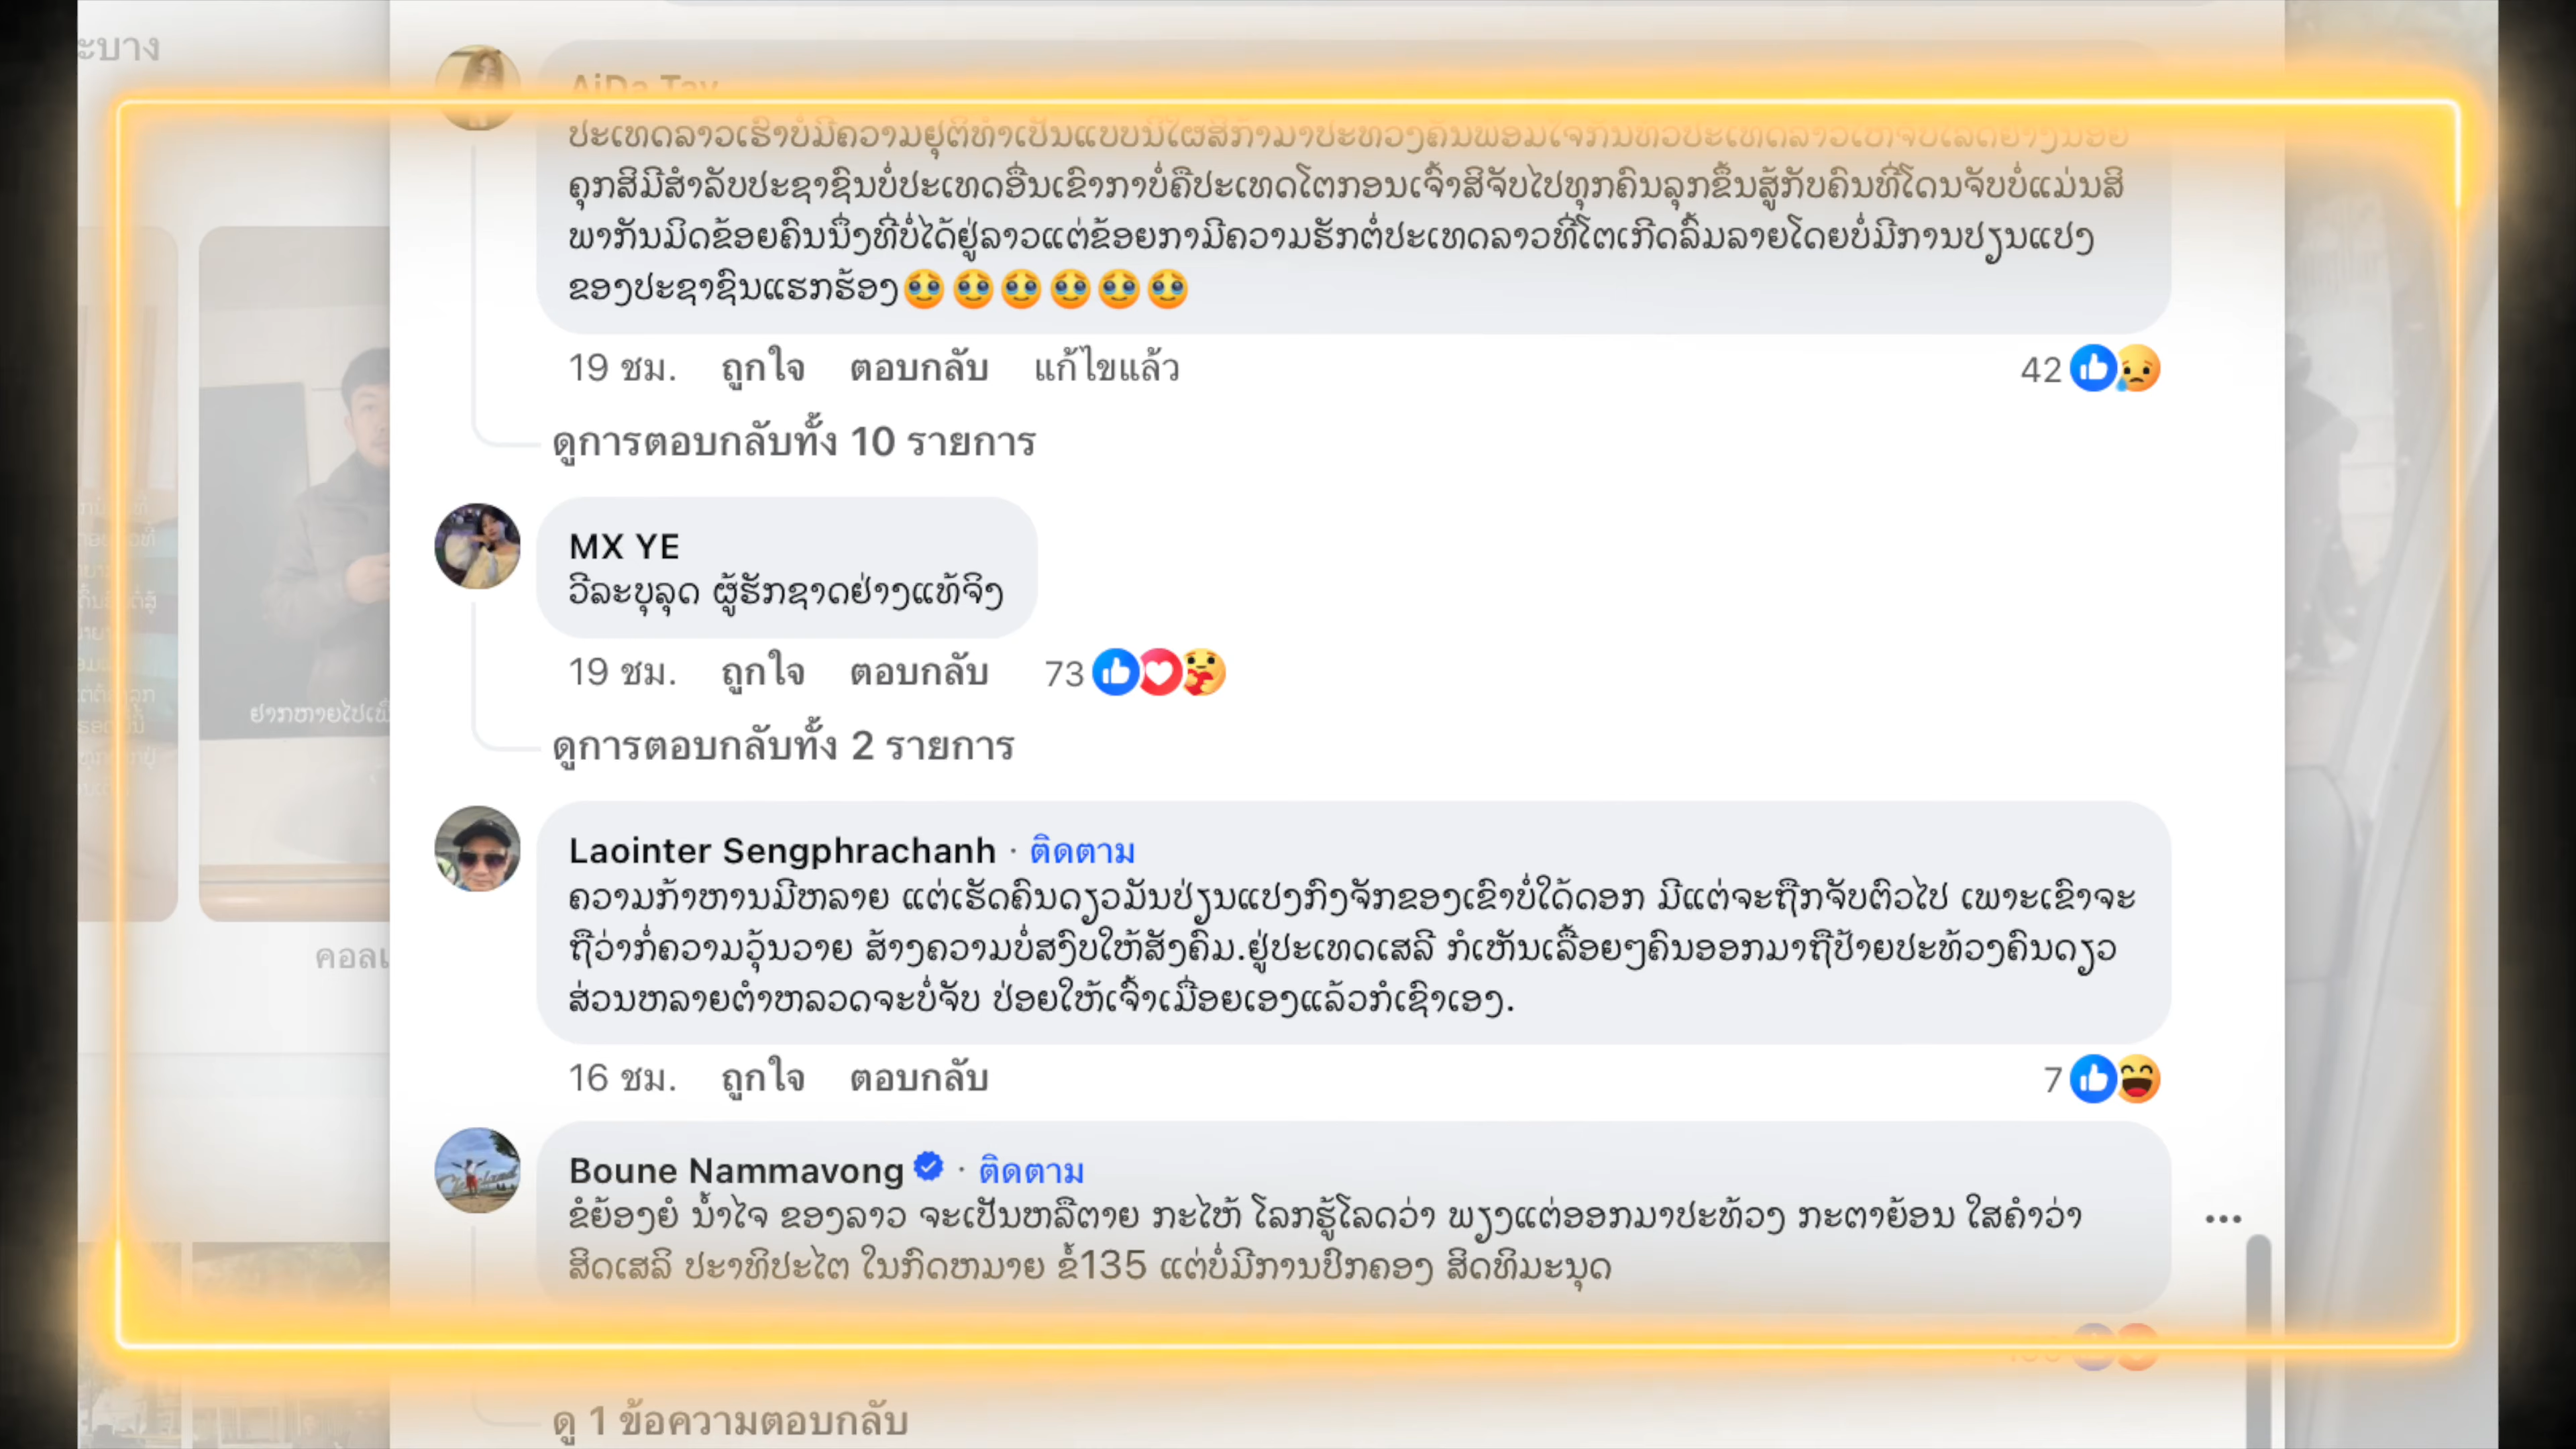 ະບາງ
AiDa Tay
ຄຸກສິມີສຳລັບປະຊາຊົນບໍ່ປະເທດອື່ນເຂົາກາບໍ່ຄືປະເທດໂຕກອນເຈົ້າສິຈັບໄປທຸກຄົນລຸກຂຶ້ນສູ້ກັບຄົນທີ່ໂດນຈັບບໍ່ແມ່ນສິ
ພາກັນມິດຂ້ອຍຄົນນຶ່ງທີ່ບໍ່ໄດ້ຢູ່ລາວແຕ່ຂ້ອຍກາມີຄວາມຮັກຕໍ່ປະເທດລາວທີ່ໂຕເກີດລົ້ມລາຍໂດຍບໍ່ມີການປຽນແປງ
ຂອງປະຊາຊົນແຮກຮ້ອງ🥹🥹🥹🥹🥹🥹
19 ชม. ถูกใจ ตอบกลับ แก้ไขแล้ว 42
ดูการตอบกลับทั้ง 10 รายการ
MX YE
ວີລະບຸລຸດ ຜູ້ຮັກຊາດຢ່າງແທ້ຈິງ
19 ชม. ถูกใจ ตอบกลับ 73
ดูการตอบกลับทั้ง 2 รายการ
Laointer Sengphrachanh · ติดตาม
ຄວາມກ້າຫານມີຫລາຍ ແຕ່ເຮັດຄົນດຽວມັນປ່ຽນແປງກົງຈັກຂອງເຂົາບໍ່ໃດ້ດອກ ມີແຕ່ຈະຖືກຈັບຕົວໄປ ເພາະເຂົາຈະ
ຖືວ່າກໍ່ຄວາມວຸ້ນວາຍ ສ້າງຄວາມບໍ່ສງົບໃຫ້ສັງຄົມ.ຢູ່ປະເທດເສລີ ກໍເຫັນເລື້ອຍໆຄົນອອກມາຖືປ້າຍປະທ້ວງຄົນດຽວ
ສ່ວນຫລາຍຕຳຫລວດຈະບໍ່ຈັບ ປ່ອຍໃຫ້ເຈົ້າເມື່ອຍເອງແລ້ວກໍເຊົາເອງ.
16 ชม. ถูกใจ ตอบกลับ 7
Boune Nammavong · ติดตาม
ຂໍຍ້ອງຍໍ ນ້ຳໃຈ ຂອງລາວ ຈະເປັນຫລືຕາຍ ກະໄຫ້ ໂລກຮູ້ໂລດວ່າ ພຽງແຕ່ອອກມາປະທ້ວງ ກະຕາຍ້ອນ ໃສຄຳວ່າ
ສິດເສລິ ປະາທິປະໄຕ ໃນກົດຫມາຍ ຂໍ້135 ແຕ່ບໍ່ມີການປົກຄອງ ສິດທິມະນຸດ
ดู 1 ข้อความตอบกลับ